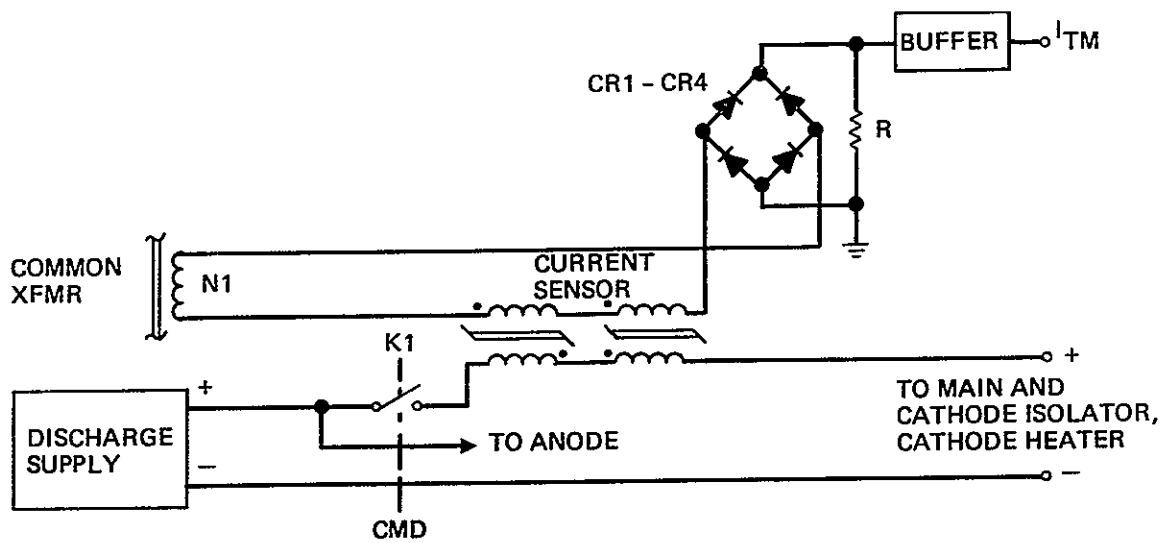 BUFFER
I TM
CR1 – CR4
R
COMMON
XFMR
N1
CURRENT
SENSOR
K1
+
+
TO MAIN AND
CATHODE ISOLATOR,
CATHODE HEATER
DISCHARGE
SUPPLY
TO ANODE
–
–
CMD